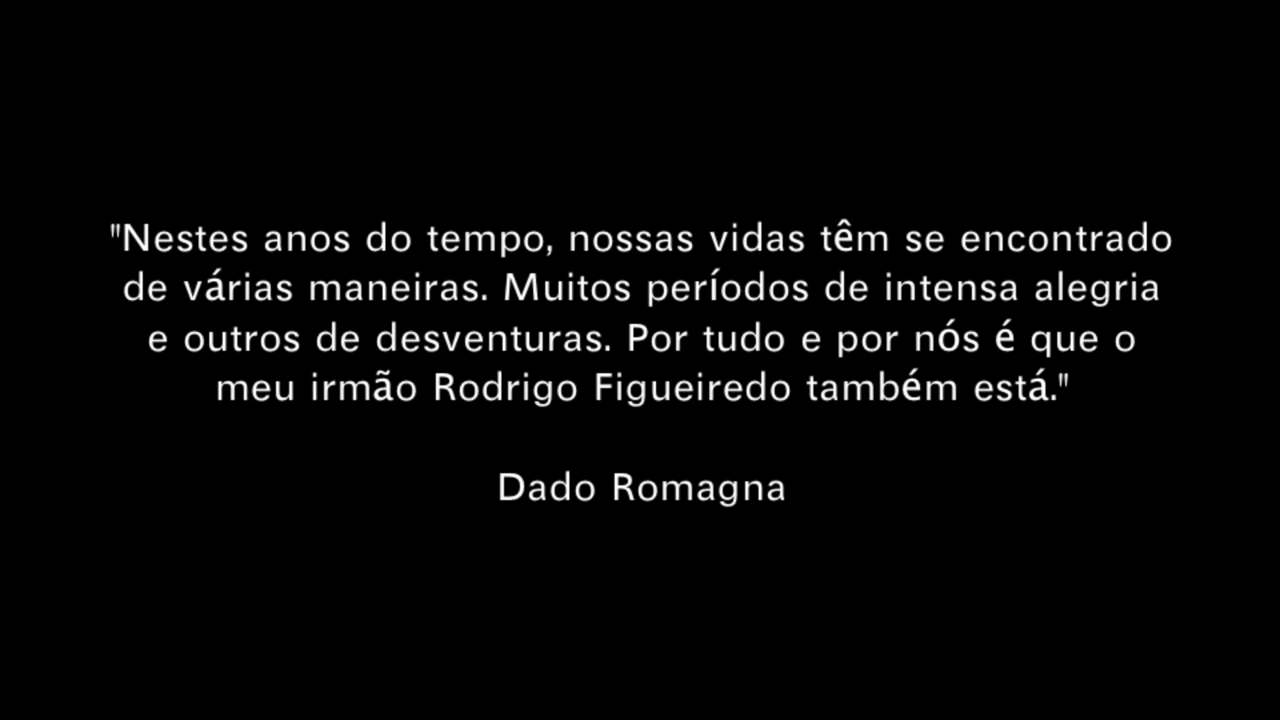 "Nestes anos do tempo, nossas vidas têm se encontrado
de várias maneiras. Muitos períodos de intensa alegria
e outros de desventuras. Por tudo e por nós é que o
meu irmão Rodrigo Figueiredo também está."
Dado Romagna